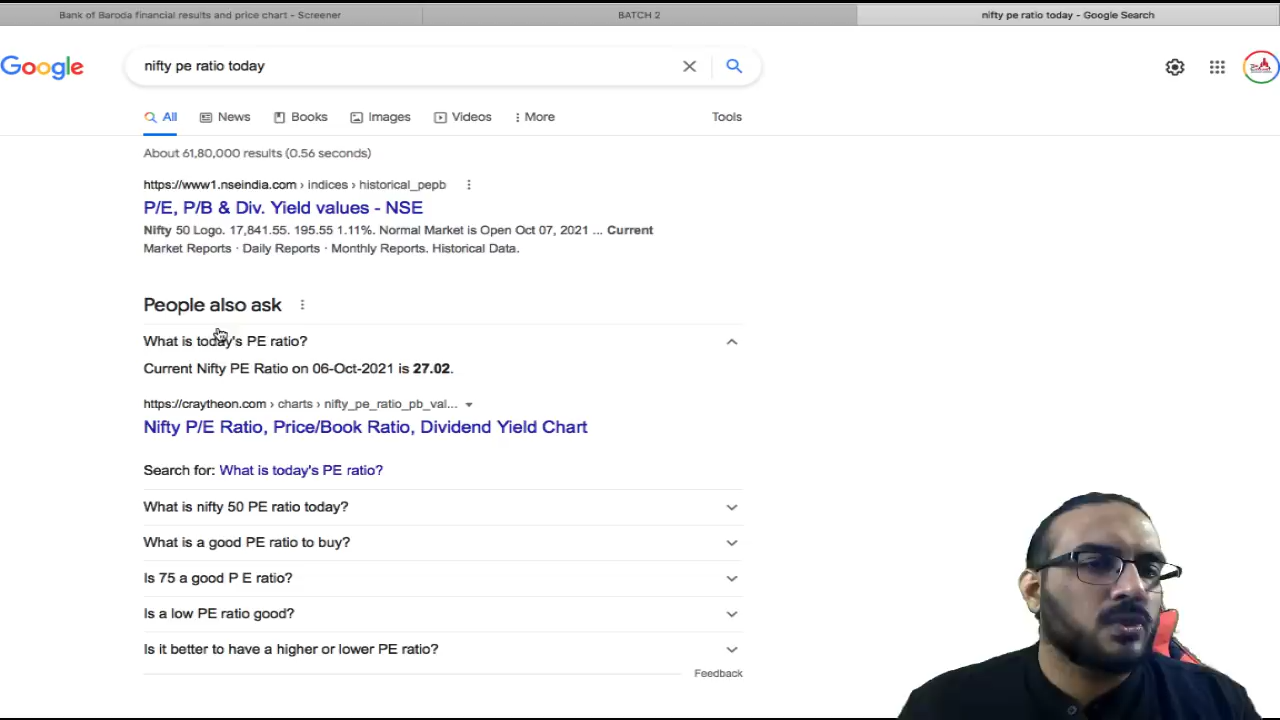 Bank of Baroda financial results and price chart - Screener
BATCH 2
nifty pe ratio today - Google Search
Google
nifty pe ratio today
All
News
Books
Images
Videos
More
Tools
About 61,80,000 results (0.56 seconds)
https://www1.nseindia.com › indices › historical_pepb
P/E, P/B & Div. Yield values - NSE
Nifty 50 Logo. 17,841.55. 195.55 1.11%. Normal Market is Open Oct 07, 2021 ... Current
Market Reports · Daily Reports · Monthly Reports. Historical Data.
People also ask
What is today's PE ratio?
Current Nifty PE Ratio on 06-Oct-2021 is 27.02.
https://craytheon.com › charts › nifty_pe_ratio_pb_val...
Nifty P/E Ratio, Price/Book Ratio, Dividend Yield Chart
Search for: What is today's PE ratio?
What is nifty 50 PE ratio today?
What is a good PE ratio to buy?
Is 75 a good P E ratio?
Is a low PE ratio good?
Is it better to have a higher or lower PE ratio?
Feedback